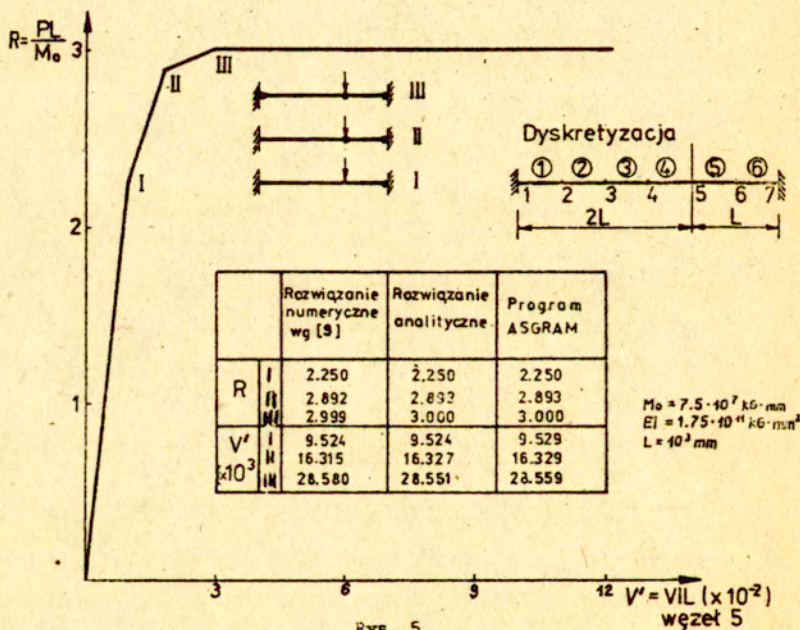 R = PL/M₀
3
2
1
I
II
III
III
II
I
Dyskretyzacja
① ② ③ ④ ⑤ ⑥
1 2 3 4 5 6 7
2L L
Rozwiązanie numeryczne wg [9] | Rozwiązanie analityczne | Program ASGRAM
R | I | 2.250 | 2.250 | 2.250
II | 2.892 | 2.893 | 2.893
III | 2.999 | 3.000 | 3.000
V' x10³ | I | 9.524 | 9.524 | 9.529
II | 16.315 | 16.327 | 16.329
III | 28.580 | 28.551 | 28.559
M₀ = 7.5·10⁷ kG·mm
EI = 1.75·10¹¹ kG·mm²
L = 10³ mm
3 6 9 12 V' = V/L (x10⁻²)
węzeł 5
Rys. 5